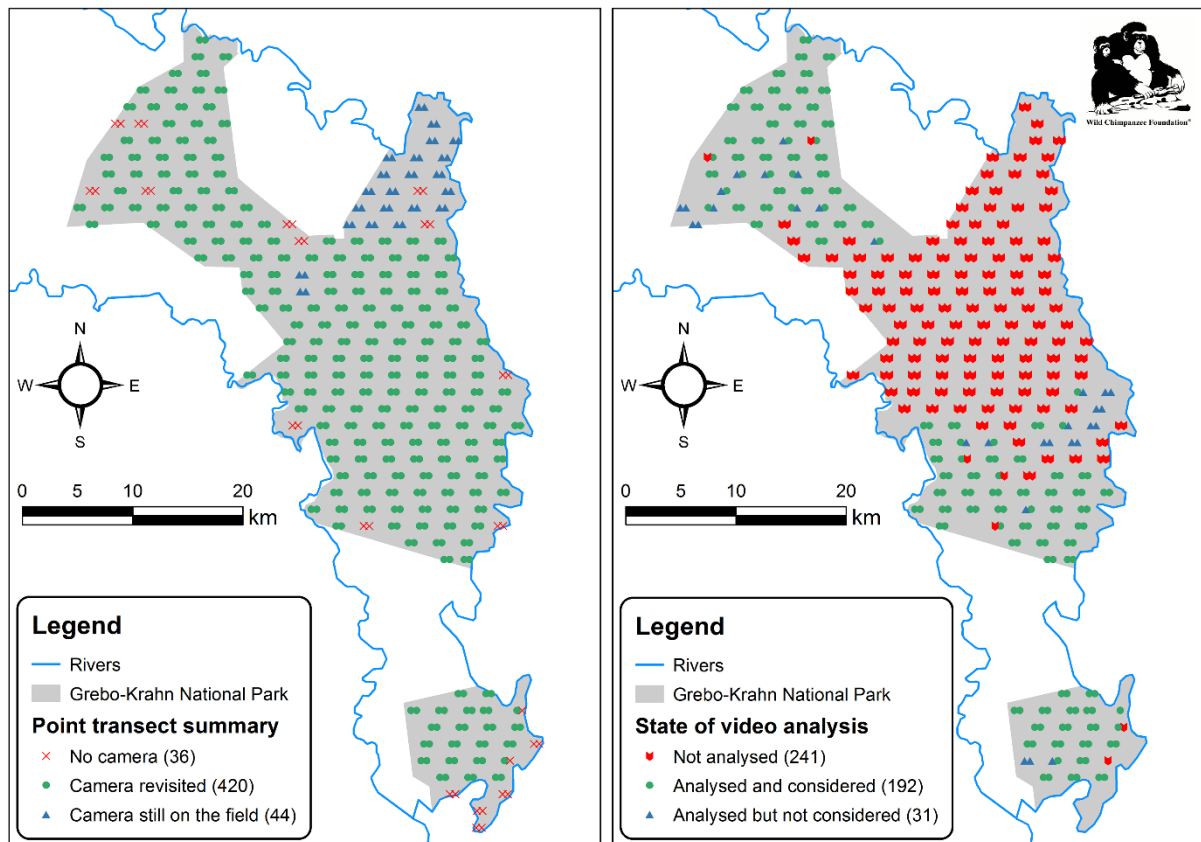 N
W
E
S
0
5
10
20
km
Legend
Rivers
Grebo-Krahn National Park
Point transect summary
No camera (36)
Camera revisited (420)
Camera still on the field (44)
Wild Chimpanzee Foundation®
N
W
E
S
0
5
10
20
km
Legend
Rivers
Grebo-Krahn National Park
State of video analysis
Not analysed (241)
Analysed and considered (192)
Analysed but not considered (31)